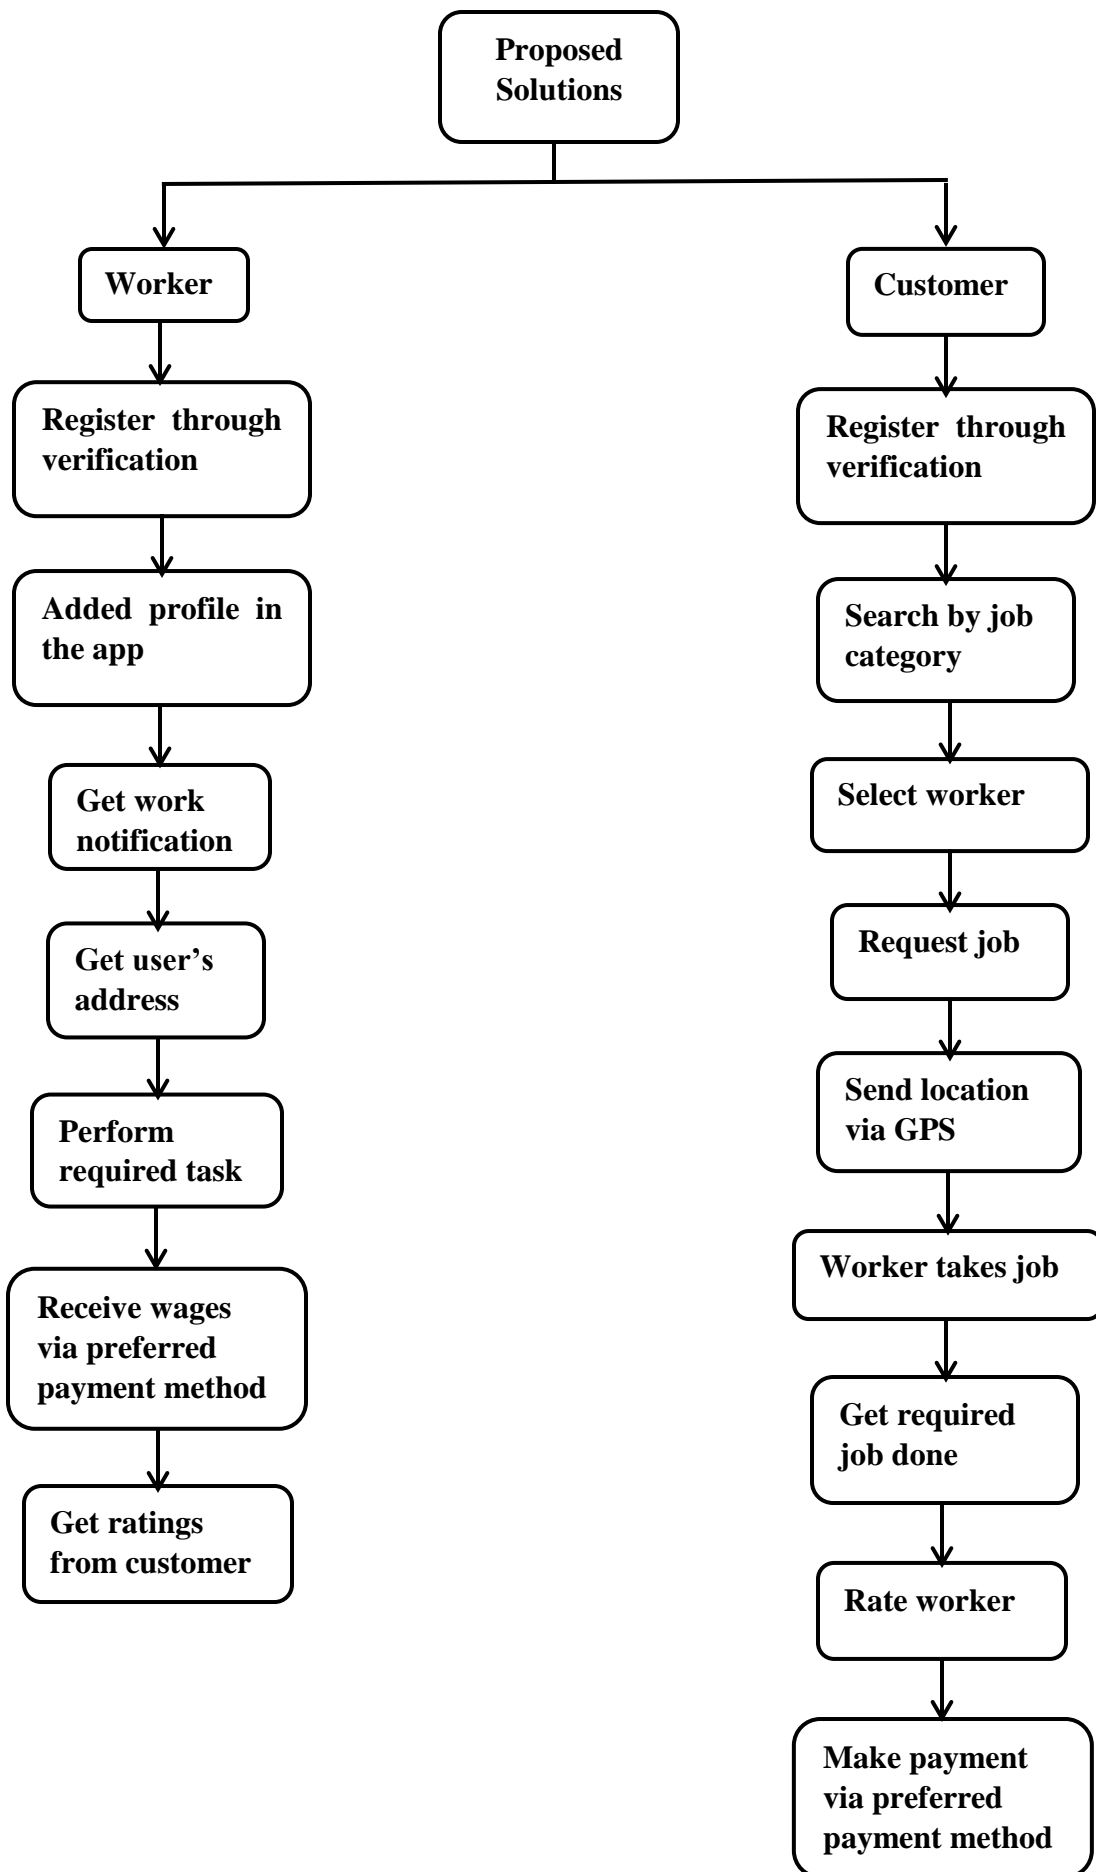 Proposed
Solutions
Worker
Register through
verification
Added profile in
the app
Get work
notification
Get user’s
address
Perform
required task
Receive wages
via preferred
payment method
Get ratings
from customer
Customer
Register through
verification
Search by job
category
Select worker
Request job
Send location
via GPS
Worker takes job
Get required
job done
Rate worker
Make payment
via preferred
payment method